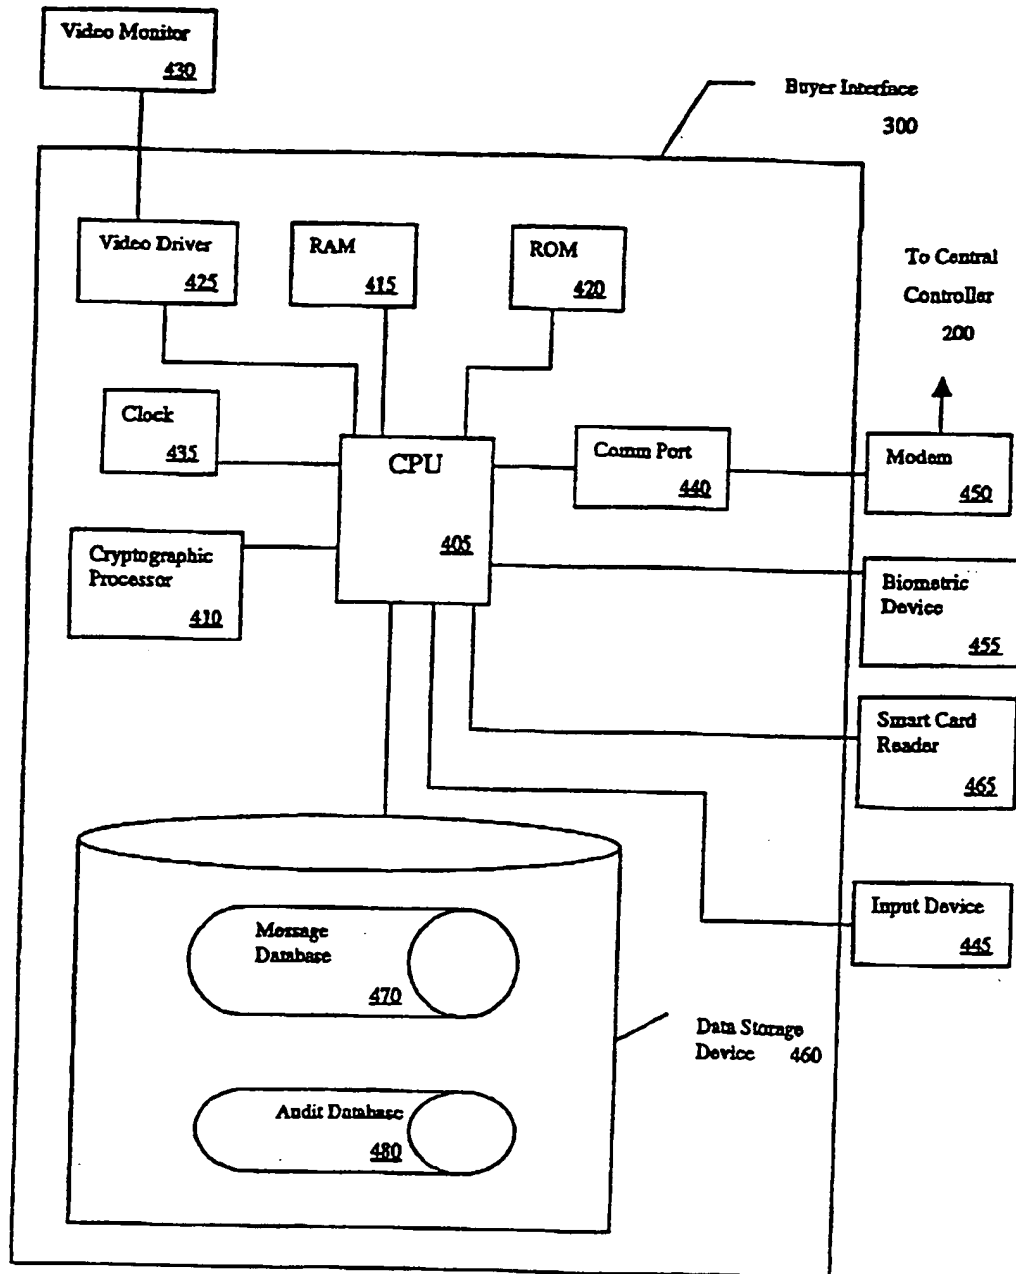 Video Monitor
430
Buyer Interface
300
Video Driver
425
RAM
415
ROM
420
To Central
Controller
200
Clock
435
CPU
405
Comm Port
440
Modem
450
Cryptographic
Processor
410
Biometric
Device
455
Smart Card
Reader
465
Input Device
445
Message
Database
470
Data Storage
Device 460
Audit Database
480